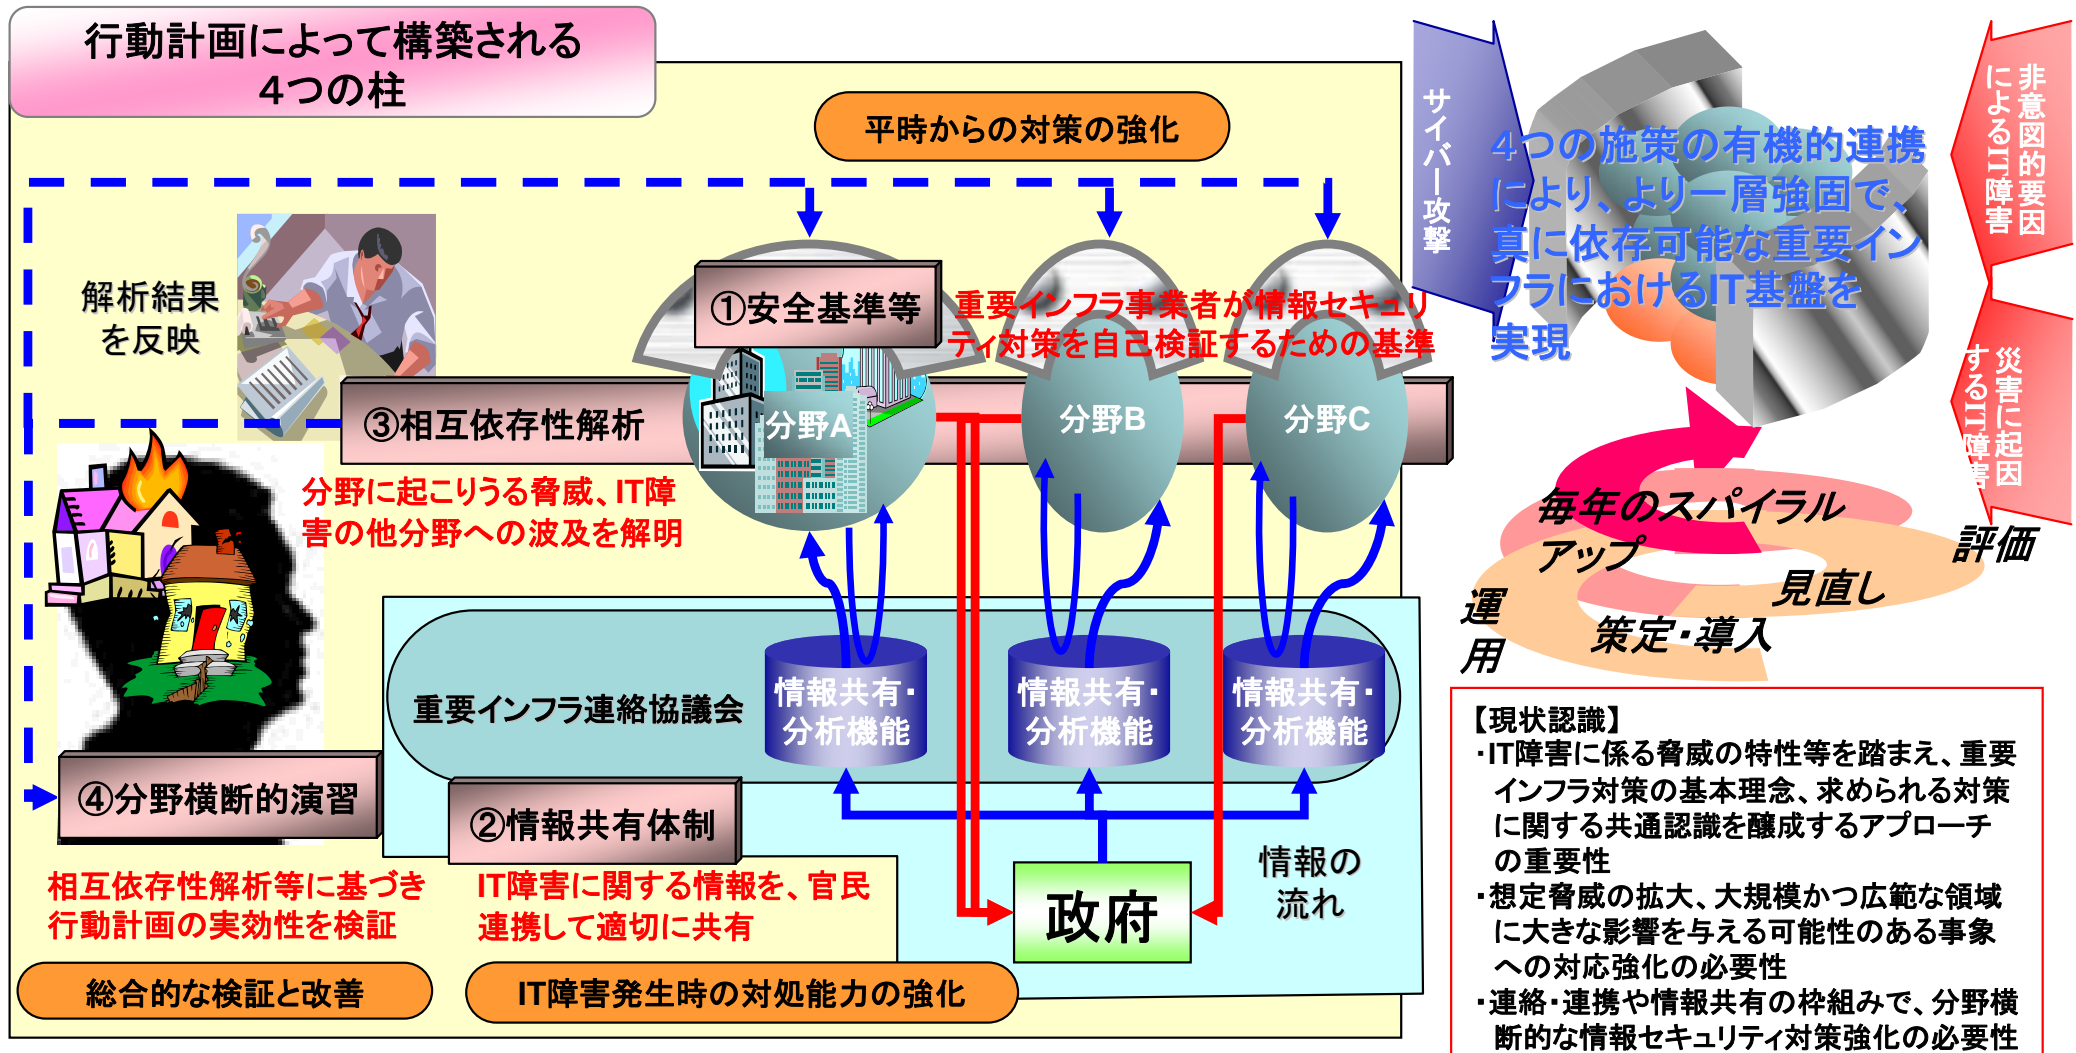 行動計画によって構築される
４つの柱
平時からの対策の強化
解析結果
を反映
①安全基準等
重要インフラ事業者が情報セキュリ
ティ対策を自己検証するための基準
③相互依存性解析
分野A
分野B
分野C
分野に起こりうる脅威、IT障
害の他分野への波及を解明
重要インフラ連絡協議会
情報共有・
分析機能
情報共有・
分析機能
情報共有・
分析機能
④分野横断的演習
②情報共有体制
相互依存性解析等に基づき
行動計画の実効性を検証
IT障害に関する情報を、官民
連携して適切に共有
政府
情報の
流れ
総合的な検証と改善
IT障害発生時の対処能力の強化
サイバー攻撃
４つの施策の有機的連携
により、より一層強固で、
真に依存可能な重要イン
フラにおけるIT基盤を
実現
非意図的要因
によるIT障害
災害に起因
するIT障害
毎年のスパイラル
アップ
評価
見直し
運
用
策定・導入
【現状認識】
・IT障害に係る脅威の特性等を踏まえ、重要
インフラ対策の基本理念、求められる対策
に関する共通認識を醸成するアプローチ
の重要性
・想定脅威の拡大、大規模かつ広範な領域
に大きな影響を与える可能性のある事象
への対応強化の必要性
・連絡・連携や情報共有の枠組みで、分野横
断的な情報セキュリティ対策強化の必要性